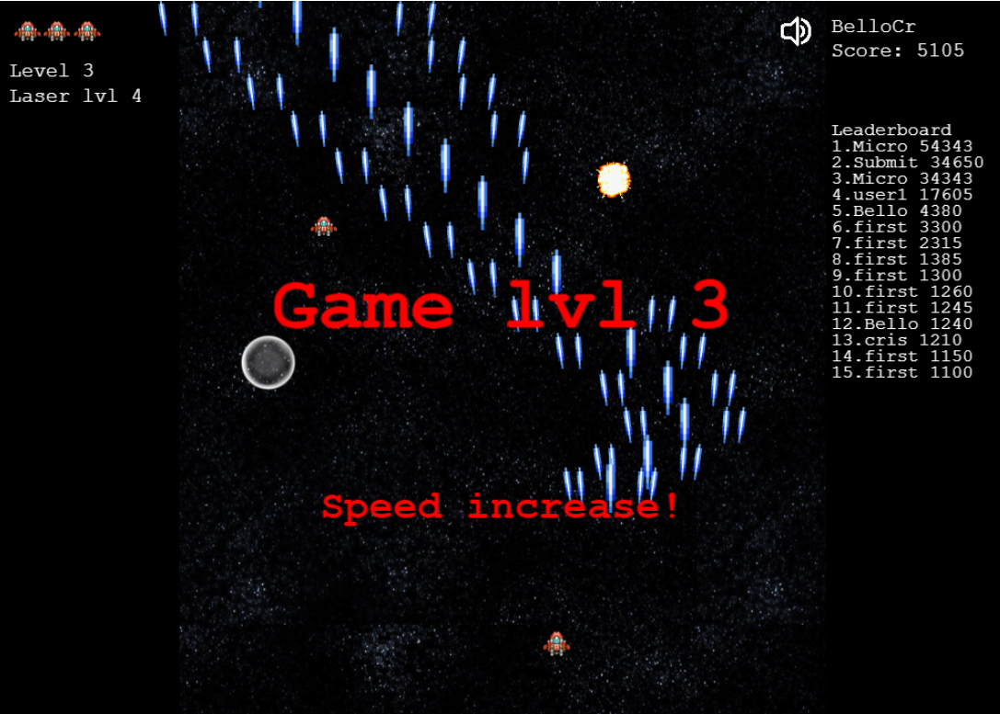 Level 3
Laser lvl 4
BelloCr
Score: 5105
Leaderboard
1.Micro 54343
2.Submit 34650
3.Micro 34343
4.user1 17605
5.Bello 4380
6.first 3300
7.first 2315
8.first 1385
9.first 1300
10.first 1260
11.first 1245
12.Bello 1240
13.cris 1210
14.first 1150
15.first 1100
Game lvl 3
Speed increase!